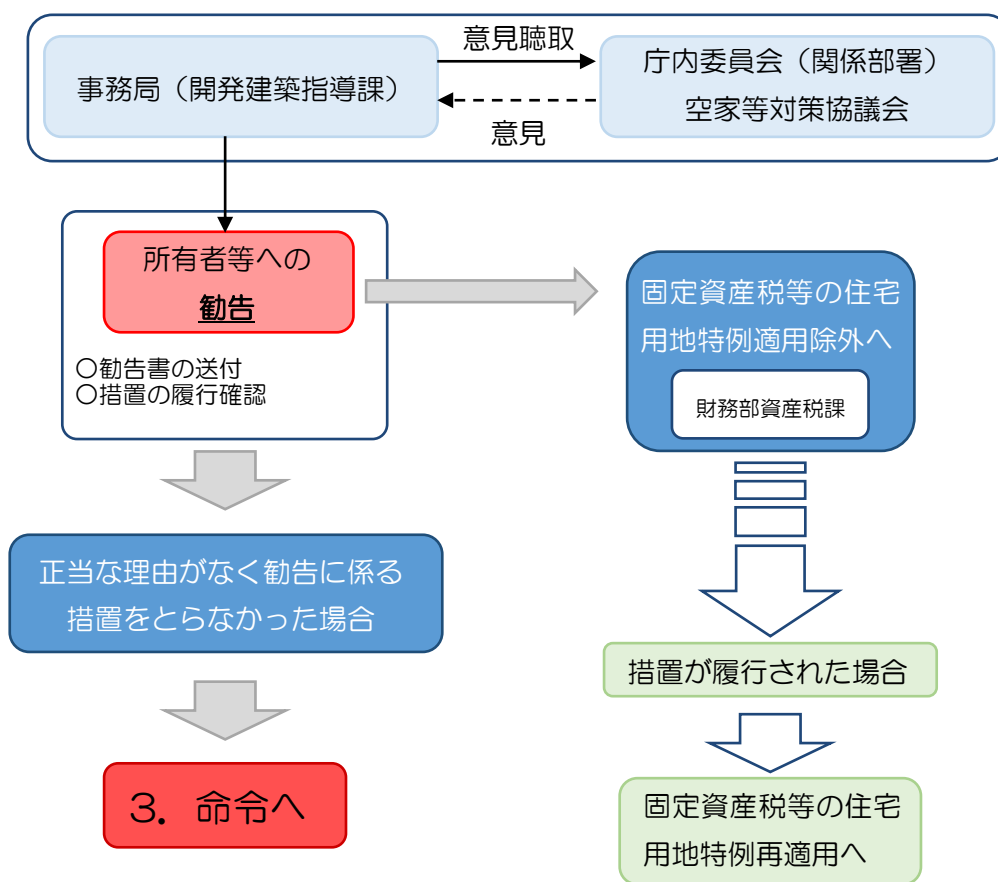 意見聴取
事務局（開発建築指導課）
庁内委員会（関係部署）
空家等対策協議会
意見
所有者等への
勧告
〇勧告書の送付
〇措置の履行確認
固定資産税等の住宅
用地特例適用除外へ
財務部資産税課
正当な理由がなく勧告に係る
措置をとらなかった場合
措置が履行された場合
3．命令へ
固定資産税等の住宅
用地特例再適用へ